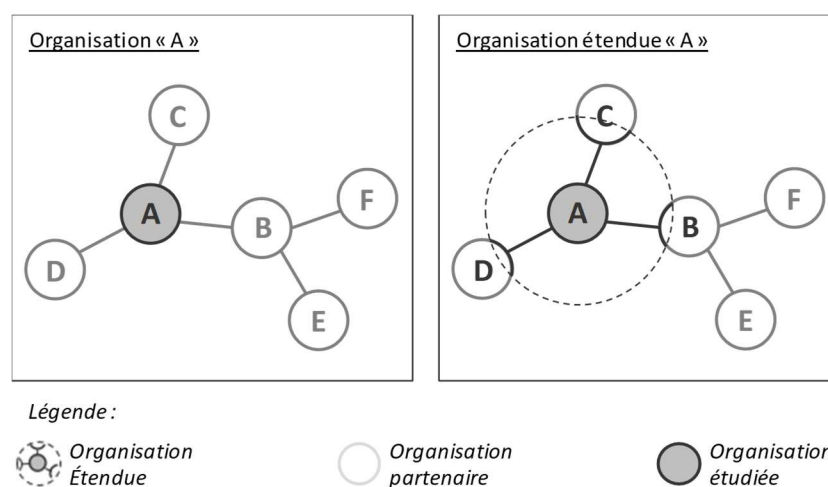 Organisation « A »
C
A
B
F
D
E
Organisation étendue « A »
C
A
B
F
D
E
Légende :
Organisation
Étendue
Organisation
partenaire
Organisation
étudiée